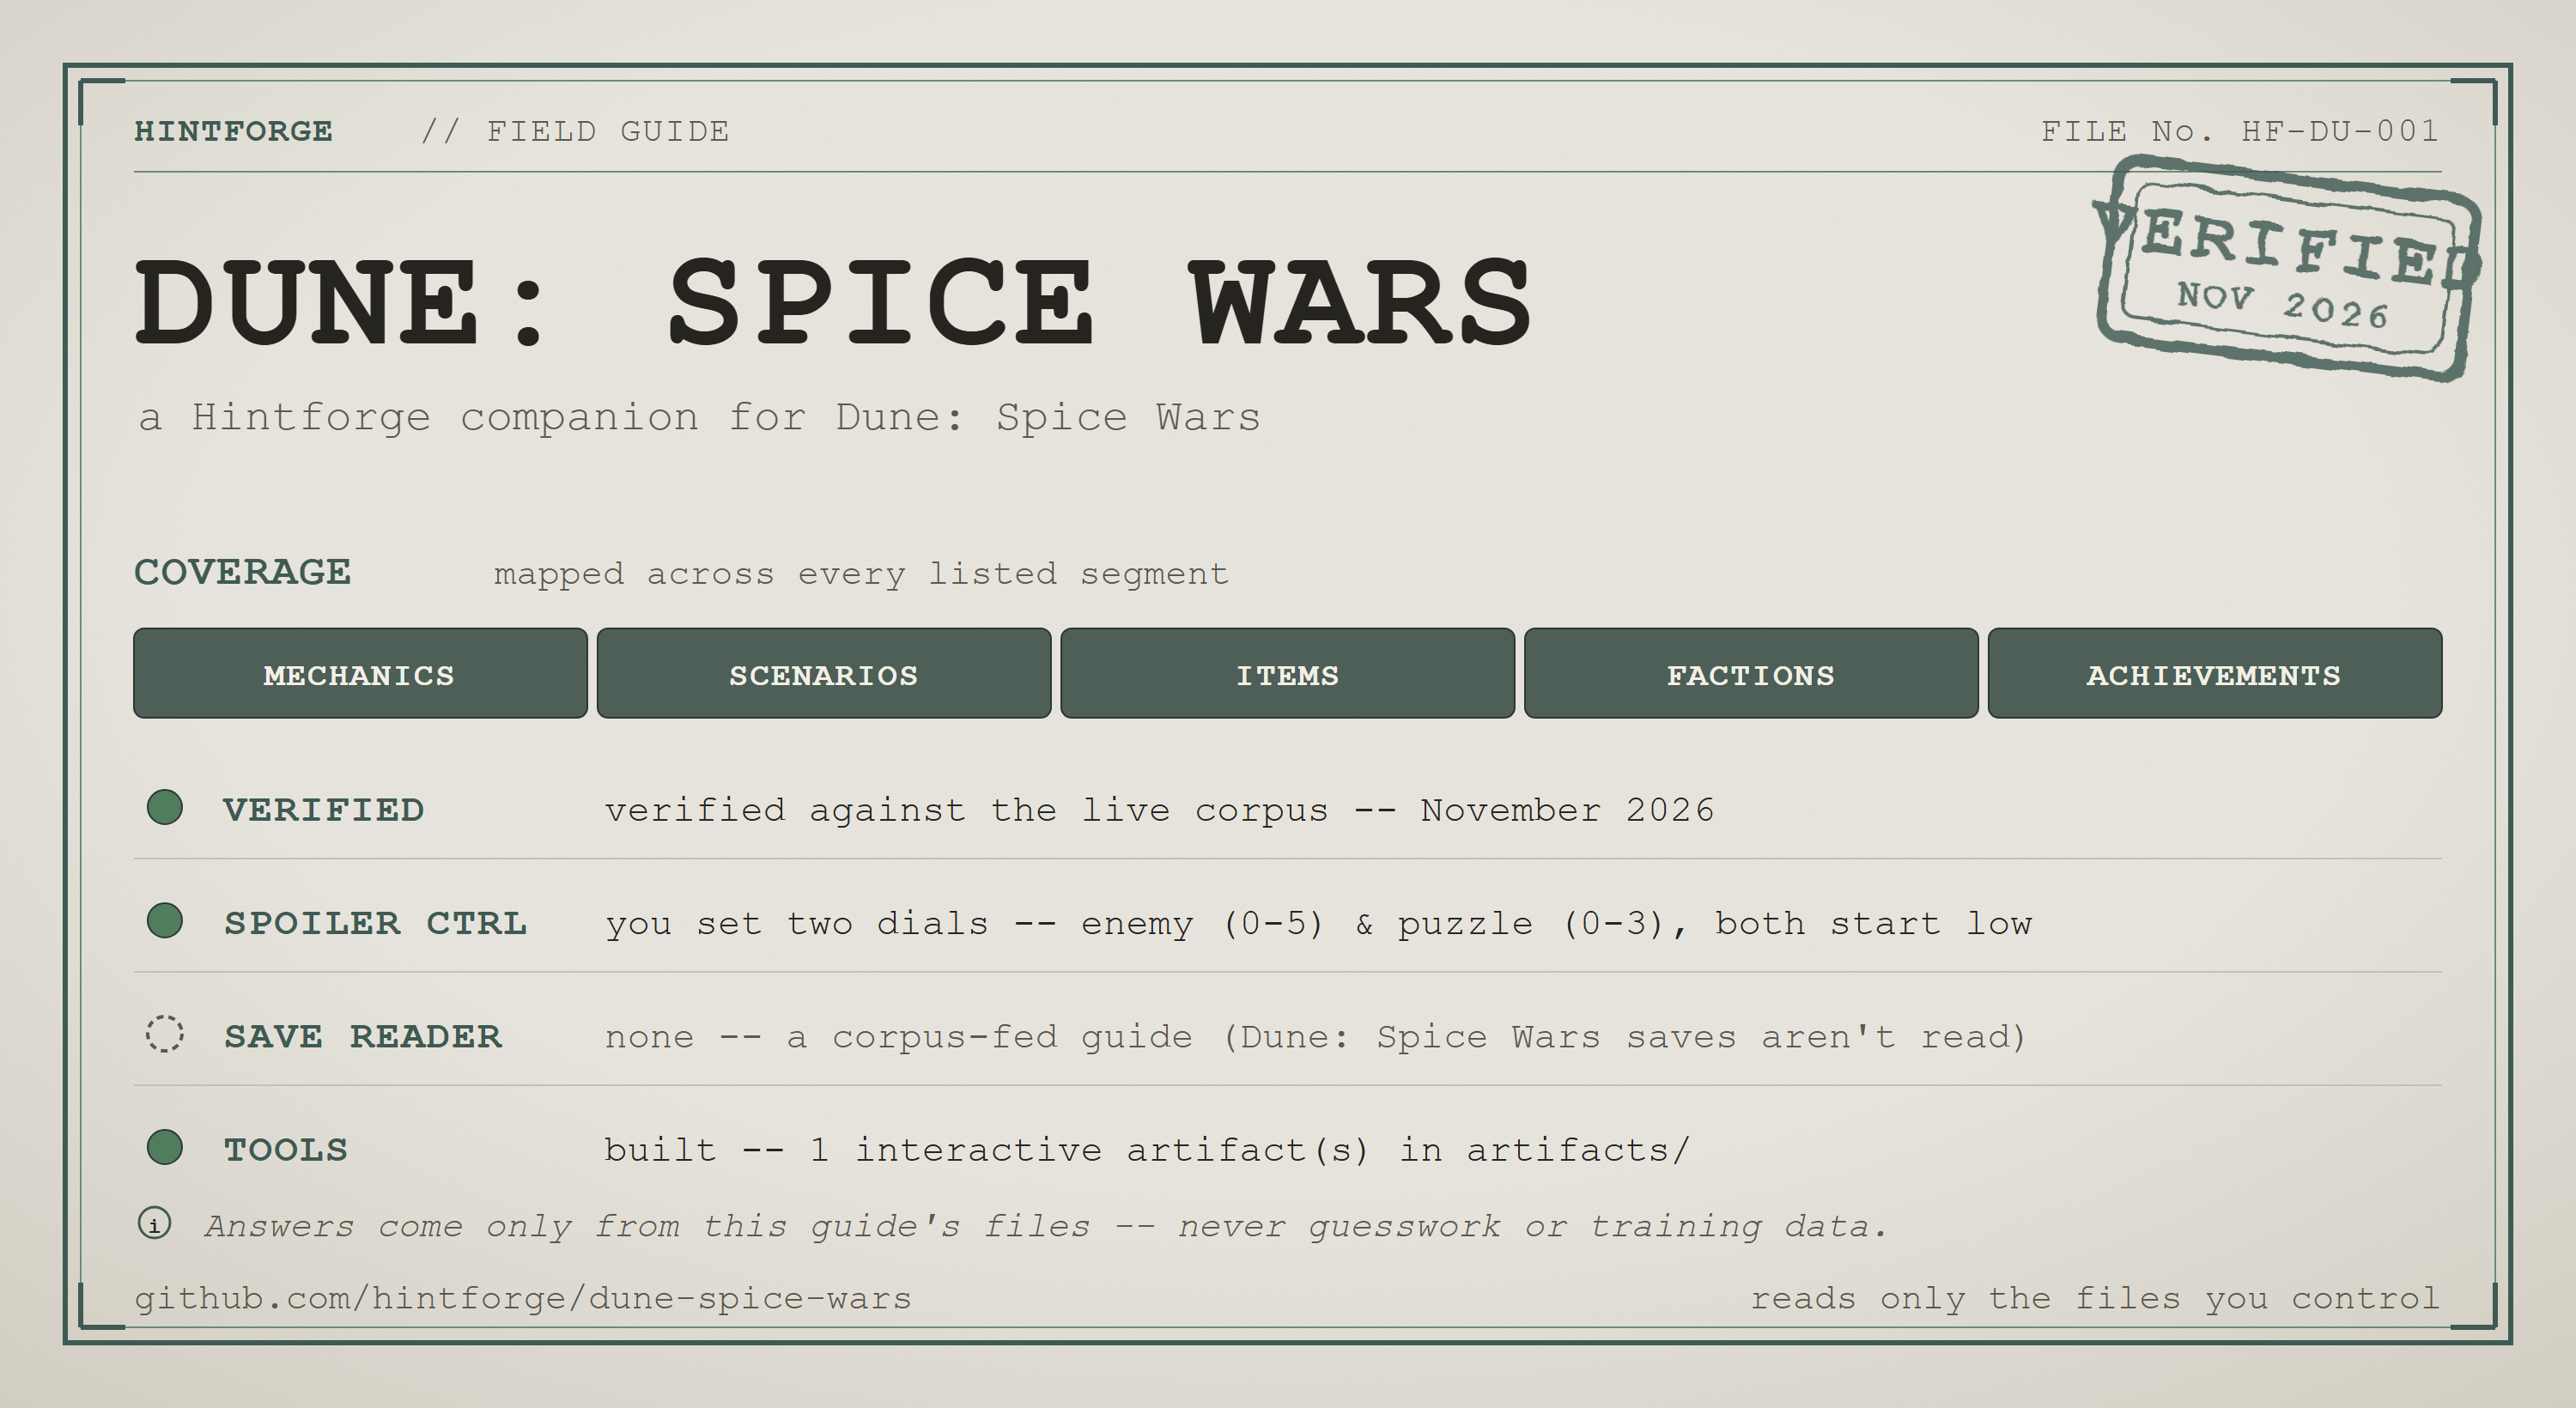 HINTFORGE // FIELD GUIDE
FILE No. HF-DU-001
VERIFIED
NOV 2026
DUNE: SPICE WARS
a Hintforge companion for Dune: Spice Wars
COVERAGE mapped across every listed segment
MECHANICS SCENARIOS ITEMS FACTIONS ACHIEVEMENTS
VERIFIED verified against the live corpus -- November 2026
SPOILER CTRL you set two dials -- enemy (0-5) & puzzle (0-3), both start low
SAVE READER none -- a corpus-fed guide (Dune: Spice Wars saves aren't read)
TOOLS built -- 1 interactive artifact(s) in artifacts/
i Answers come only from this guide's files -- never guesswork or training data.
github.com/hintforge/dune-spice-wars
reads only the files you control